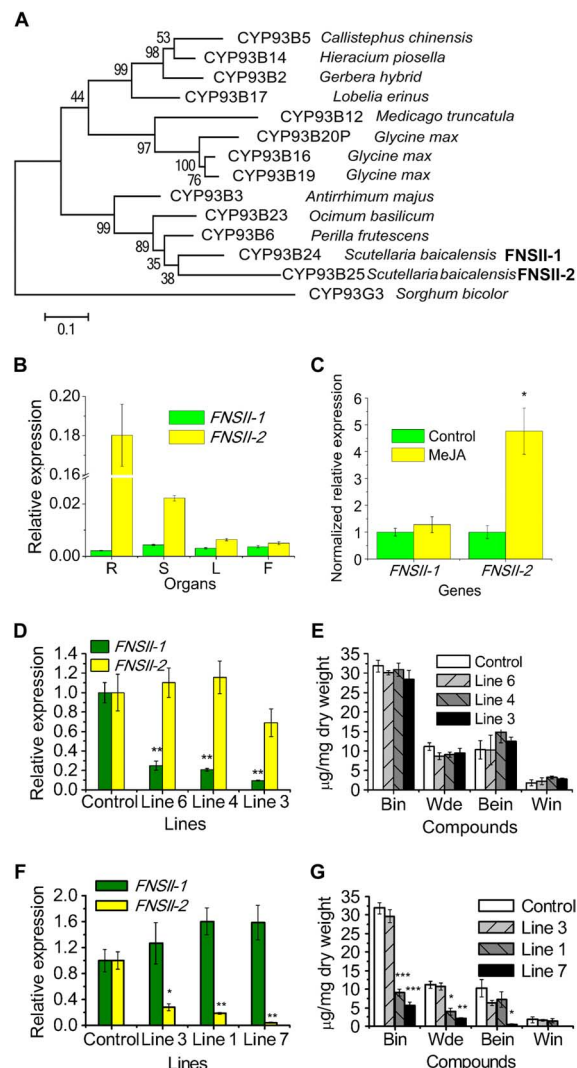 A
53 CYP93B5 Callistephus chinensis
98 CYP93B14 Hieracium piosella
99 CYP93B2 Gerbera hybrid
44 CYP93B17 Lobelia erinus
CYP93B12 Medicago truncatula
97 CYP93B20P Glycine max
100 CYP93B16 Glycine max
76 CYP93B19 Glycine max
CYP93B3 Antirrhimum majus
99 CYP93B23 Ocimum basilicum
89 CYP93B6 Perilla frutescens
35 CYP93B24 Scutellaria baicalensis FNSII-1
38 CYP93B25 Scutellaria baicalensis FNSII-2
CYP93G3 Sorghum bicolor
0.1
B
Relative expression
0.20
0.18
0.16
0.02
0.00
FNSII-1
FNSII-2
R S L F
Organs
C
Normalized relative expression
6
5
4
3
2
1
0
Control
MeJA
*
FNSII-1 FNSII-2
Genes
D
Relative expression
1.4
1.2
1.0
0.8
0.6
0.4
0.2
0.0
FNSII-1
FNSII-2
** ** **
Control Line 6 Line 4 Line 3
Lines
E
µg/mg dry weight
35
30
25
20
15
10
5
0
Control
Line 6
Line 4
Line 3
Bin Wde Bein Win
Compounds
F
Relative expression
2.0
1.6
1.2
0.8
0.4
0.0
FNSII-1
FNSII-2
* ** **
Control Line 3 Line 1 Line 7
Lines
G
µg/mg dry weight
35
30
25
20
15
10
5
0
Control
Line 3
Line 1
Line 7
*** *** * ** *
Bin Wde Bein Win
Compounds